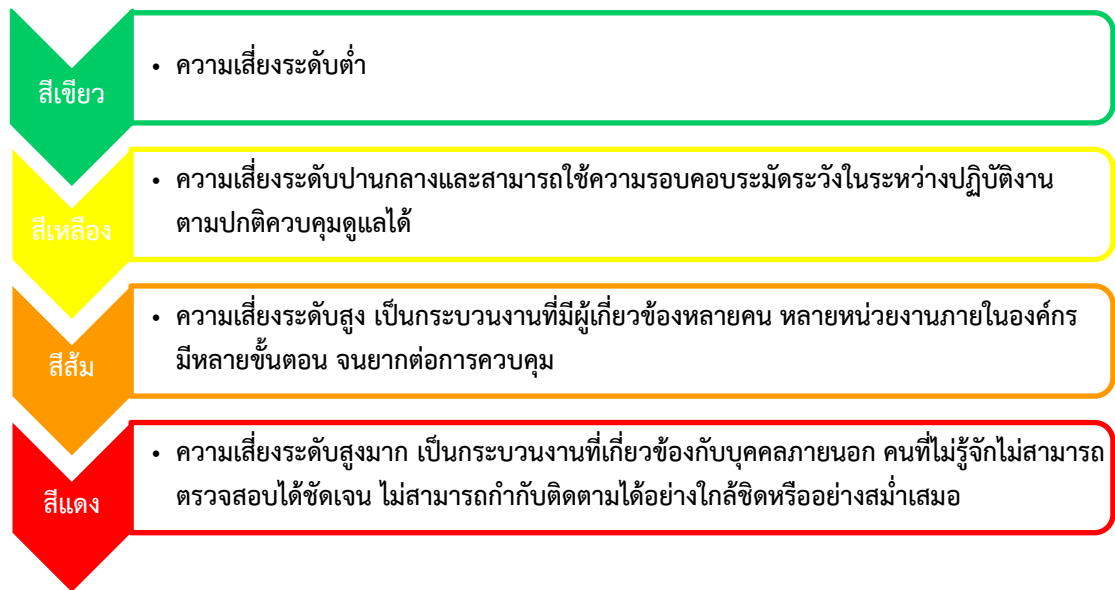 สีเขียว
• ความเสี่ยงระดับต่ำ
สีเหลือง
• ความเสี่ยงระดับปานกลางและสามารถใช้ความรอบคอบระมัดระวังในระหว่างปฏิบัติงาน
ตามปกติควบคุมดูแลได้
สีส้ม
• ความเสี่ยงระดับสูง เป็นกระบวนงานที่มีผู้เกี่ยวข้องหลายคน หลายหน่วยงานภายในองค์กร
มีหลายขั้นตอน จนยากต่อการควบคุม
สีแดง
• ความเสี่ยงระดับสูงมาก เป็นกระบวนงานที่เกี่ยวข้องกับบุคคลภายนอก คนที่ไม่รู้จักไม่สามารถ
ตรวจสอบได้ชัดเจน ไม่สามารถกำกับติดตามได้อย่างใกล้ชิดหรืออย่างสม่ำเสมอ